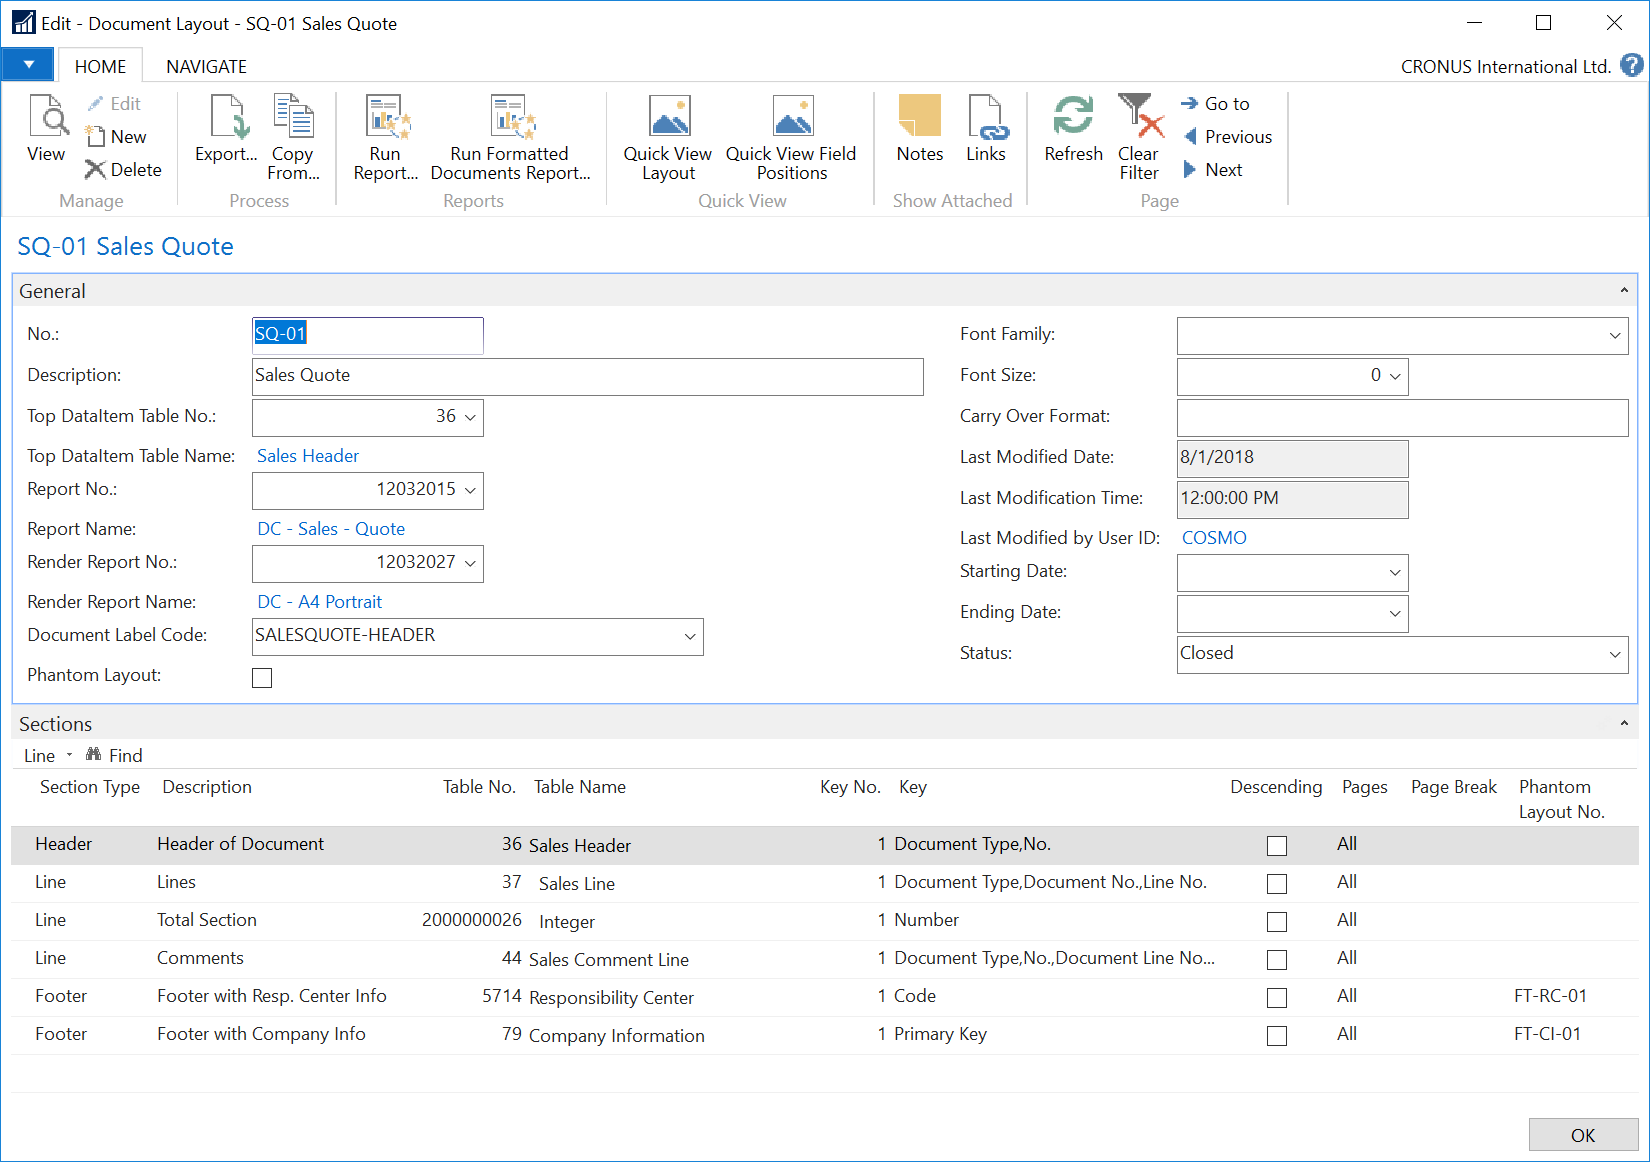 Edit - Document Layout - SQ-01 Sales Quote
HOME NAVIGATE CRONUS International Ltd. ?
View
Edit
New
Delete
Manage
Export...
Copy From...
Process
Run Report...
Run Formatted Documents Report...
Reports
Quick View Layout
Quick View Field Positions
Quick View
Notes
Links
Show Attached
Refresh
Clear Filter
Go to
Previous
Next
Page
SQ-01 Sales Quote
General
No.: SQ-01
Description: Sales Quote
Top DataItem Table No.: 36
Top DataItem Table Name: Sales Header
Report No.: 12032015
Report Name: DC - Sales - Quote
Render Report No.: 12032027
Render Report Name: DC - A4 Portrait
Document Label Code: SALESQUOTE-HEADER
Phantom Layout:
Font Family:
Font Size: 0
Carry Over Format:
Last Modified Date: 8/1/2018
Last Modification Time: 12:00:00 PM
Last Modified by User ID: COSMO
Starting Date:
Ending Date:
Status: Closed
Sections
Line Find
Section Type Description Table No. Table Name Key No. Key Descending Pages Page Break Phantom Layout No.
Header Header of Document 36 Sales Header 1 Document Type,No. All
Line Lines 37 Sales Line 1 Document Type,Document No.,Line No. All
Line Total Section 2000000026 Integer 1 Number All
Line Comments 44 Sales Comment Line 1 Document Type,No.,Document Line No... All
Footer Footer with Resp. Center Info 5714 Responsibility Center 1 Code All FT-RC-01
Footer Footer with Company Info 79 Company Information 1 Primary Key All FT-CI-01
OK